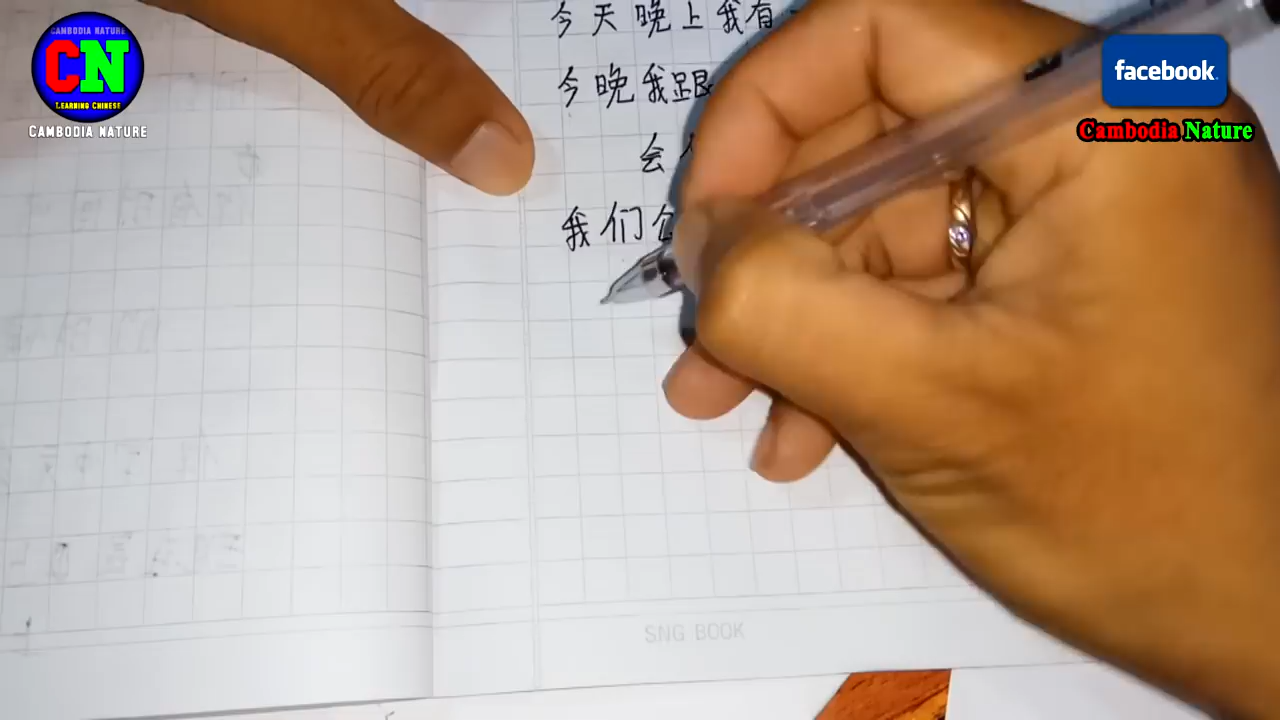 CAMBODIA NATURE
CN
LEARNING CHINESE
CAMBODIA NATURE
facebook
Cambodia Nature
今天晚上我有
今晚我跟
会
我们
SNG BOOK